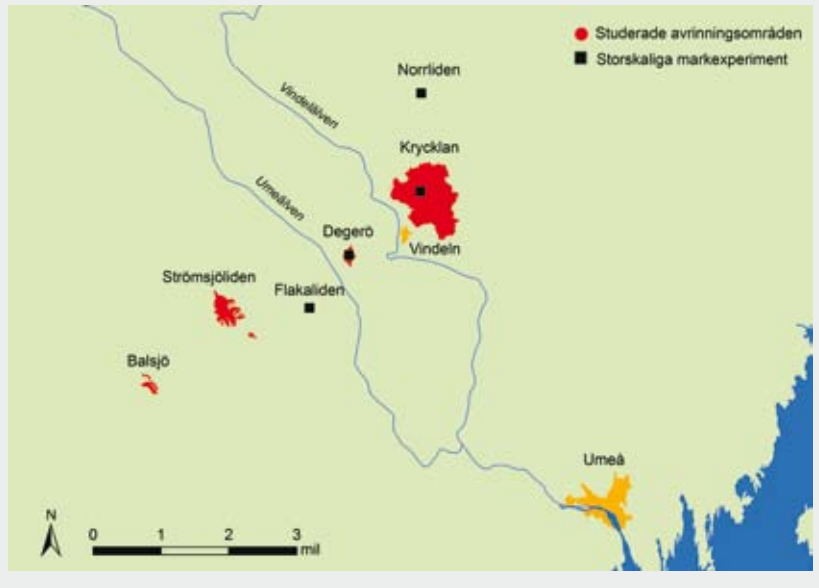 Studerade avrinningsområden
Storskaliga markexperiment
Norrliden
Vindelälven
Krycklan
Umeälven
Degerö
Vindeln
Strömsjöliden
Flakaliden
Balsjö
Umeå
N
0 1 2 3
mil